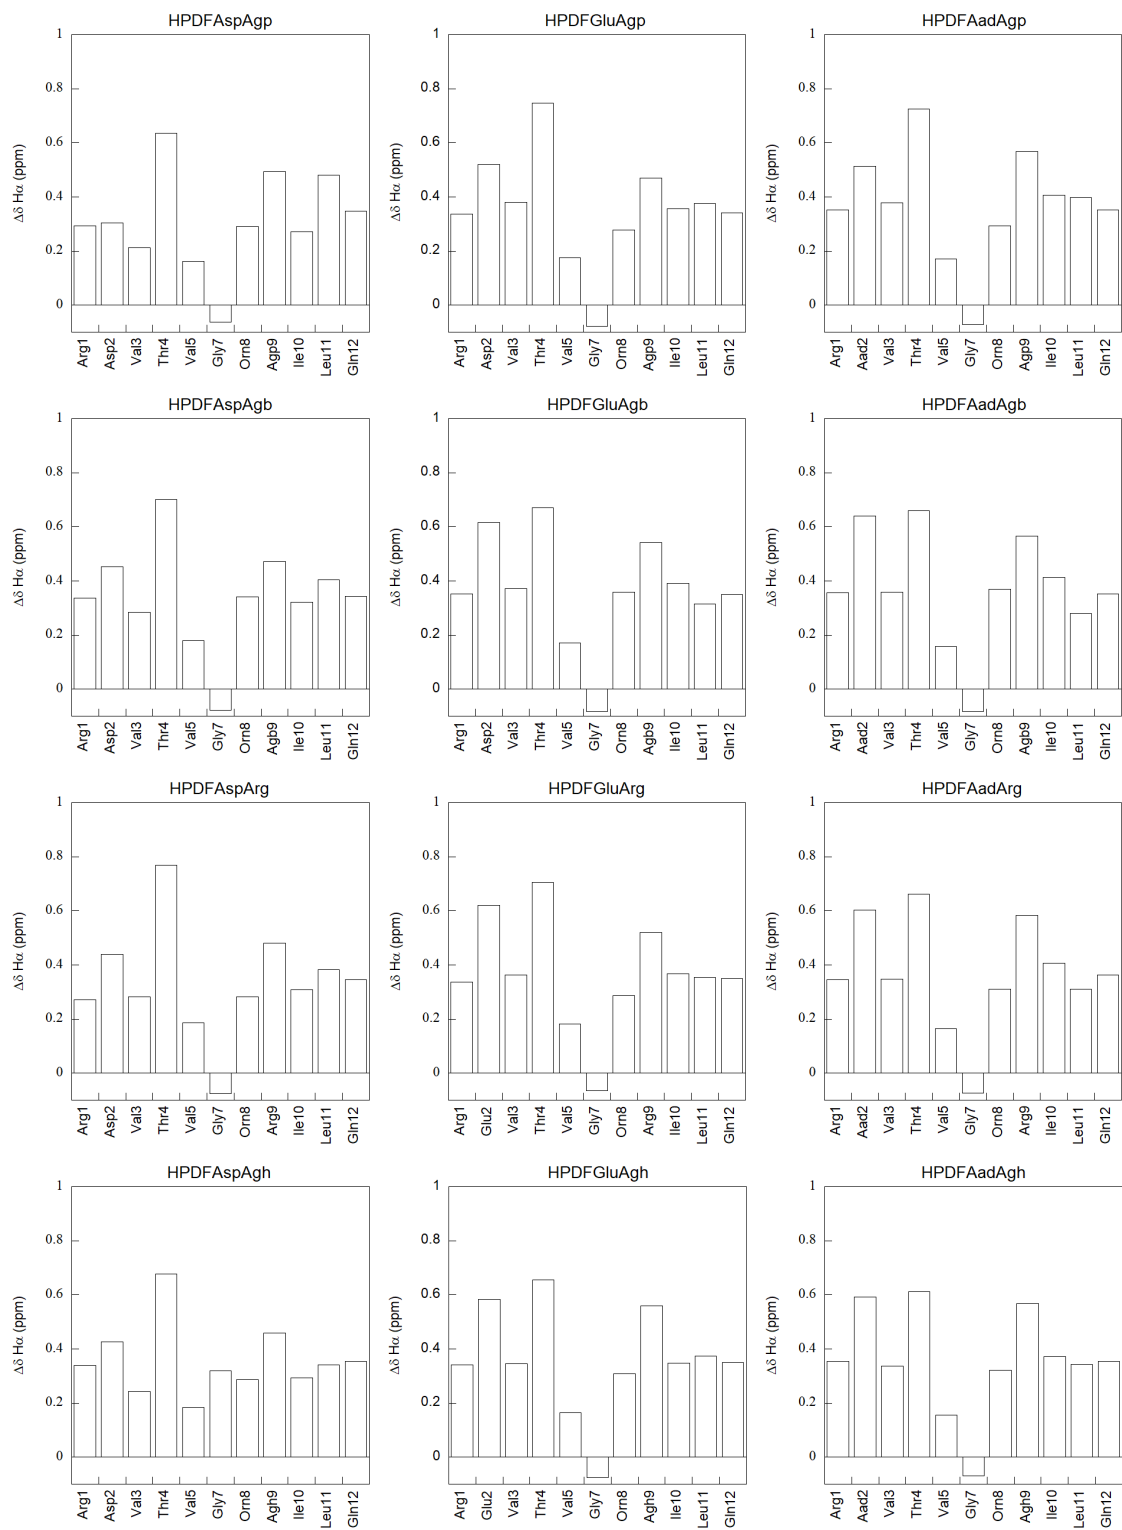 HPDFAspAgp
1
0.8
0.6
0.4
0.2
0
Δδ Hα (ppm)
Arg1 Asp2 Val3 Thr4 Val5 Gly7 Orn8 Agp9 Ile10 Leu11 Gln12
HPDFGluAgp
1
0.8
0.6
0.4
0.2
0
Δδ Hα (ppm)
Arg1 Asp2 Val3 Thr4 Val5 Gly7 Orn8 Agp9 Ile10 Leu11 Gln12
HPDFAadAgp
1
0.8
0.6
0.4
0.2
0
Δδ Hα (ppm)
Arg1 Aad2 Val3 Thr4 Val5 Gly7 Orn8 Agp9 Ile10 Leu11 Gln12
HPDFAspAgb
1
0.8
0.6
0.4
0.2
0
Δδ Hα (ppm)
Arg1 Asp2 Val3 Thr4 Val5 Gly7 Orn8 Agb9 Ile10 Leu11 Gln12
HPDFGluAgb
1
0.8
0.6
0.4
0.2
0
Δδ Hα (ppm)
Arg1 Asp2 Val3 Thr4 Val5 Gly7 Orn8 Agb9 Ile10 Leu11 Gln12
HPDFAadAgb
1
0.8
0.6
0.4
0.2
0
Δδ Hα (ppm)
Arg1 Aad2 Val3 Thr4 Val5 Gly7 Orn8 Agb9 Ile10 Leu11 Gln12
HPDFAspArg
1
0.8
0.6
0.4
0.2
0
Δδ Hα (ppm)
Arg1 Asp2 Val3 Thr4 Val5 Gly7 Orn8 Arg9 Ile10 Leu11 Gln12
HPDFGluArg
1
0.8
0.6
0.4
0.2
0
Δδ Hα (ppm)
Arg1 Glu2 Val3 Thr4 Val5 Gly7 Orn8 Arg9 Ile10 Leu11 Gln12
HPDFAadArg
1
0.8
0.6
0.4
0.2
0
Δδ Hα (ppm)
Arg1 Aad2 Val3 Thr4 Val5 Gly7 Orn8 Arg9 Ile10 Leu11 Gln12
HPDFAspAgh
1
0.8
0.6
0.4
0.2
0
Δδ Hα (ppm)
Arg1 Asp2 Val3 Thr4 Val5 Gly7 Orn8 Agh9 Ile10 Leu11 Gln12
HPDFGluAgh
1
0.8
0.6
0.4
0.2
0
Δδ Hα (ppm)
Arg1 Glu2 Val3 Thr4 Val5 Gly7 Orn8 Agh9 Ile10 Leu11 Gln12
HPDFAadAgh
1
0.8
0.6
0.4
0.2
0
Δδ Hα (ppm)
Arg1 Aad2 Val3 Thr4 Val5 Gly7 Orn8 Agh9 Ile10 Leu11 Gln12